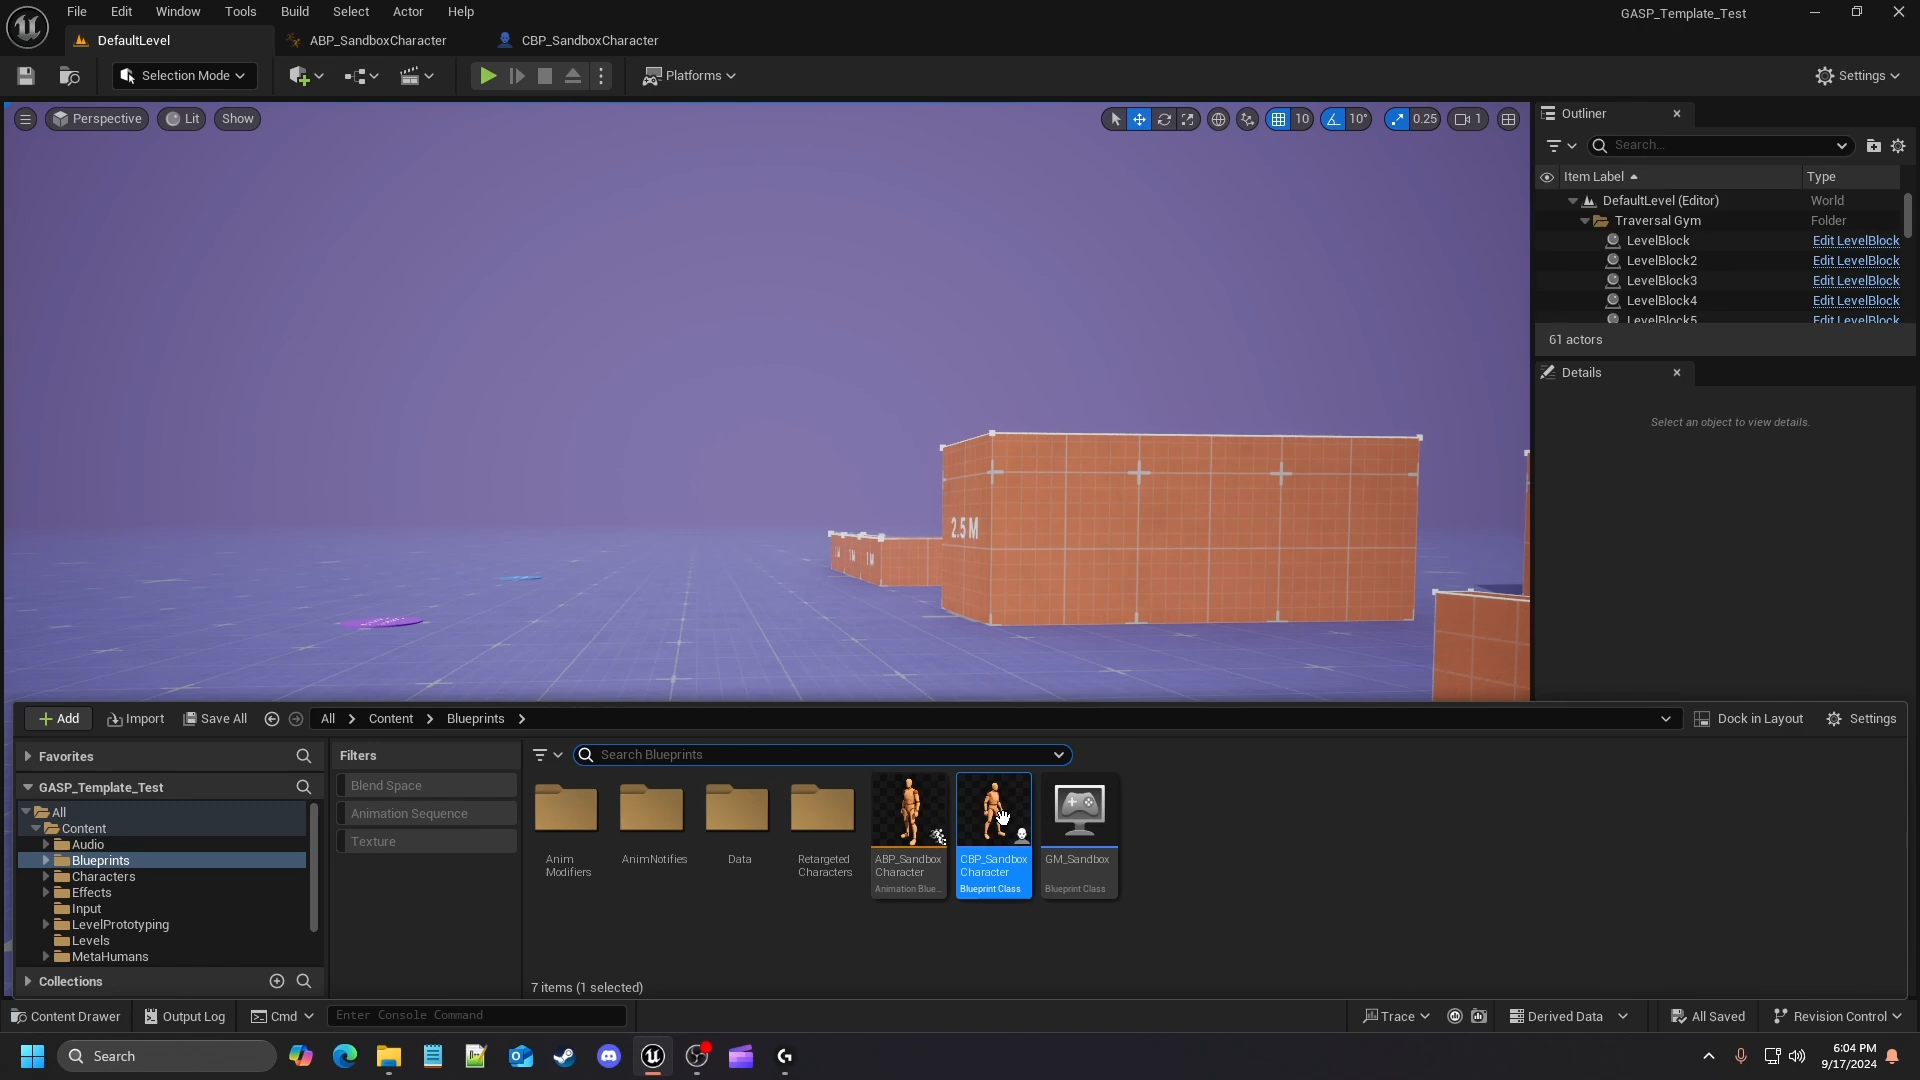 File Edit Window Tools Build Select Actor Help
GASP_Template_Test
DefaultLevel
ABP_SandboxCharacter
CBP_SandboxCharacter
Selection Mode
Platforms
Settings
Perspective
Lit
Show
10
10°
0.25
1
Outliner
Search...
Item Label
Type
DefaultLevel (Editor)
World
Traversal Gym
Folder
LevelBlock
Edit LevelBlock
LevelBlock2
Edit LevelBlock
LevelBlock3
Edit LevelBlock
LevelBlock4
Edit LevelBlock
LevelBlock5
Edit LevelBlock
61 actors
Details
Select an object to view details.
2.5 M
1M
1M
1M
Add
Import
Save All
All
Content
Blueprints
Dock in Layout
Settings
Favorites
GASP_Template_Test
All
Content
Audio
Blueprints
Characters
Effects
Input
LevelPrototyping
Levels
MetaHumans
Collections
Filters
Blend Space
Animation Sequence
Texture
Search Blueprints
Anim
Modifiers
AnimNotifies
Data
Retargeted
Characters
ABP_Sandbox
Character
Animation Blue...
CBP_Sandbox
Character
Blueprint Class
GM_Sandbox
Blueprint Class
7 items (1 selected)
Content Drawer
Output Log
Cmd
Enter Console Command
Trace
Derived Data
All Saved
Revision Control
Search
6:04 PM
9/17/2024